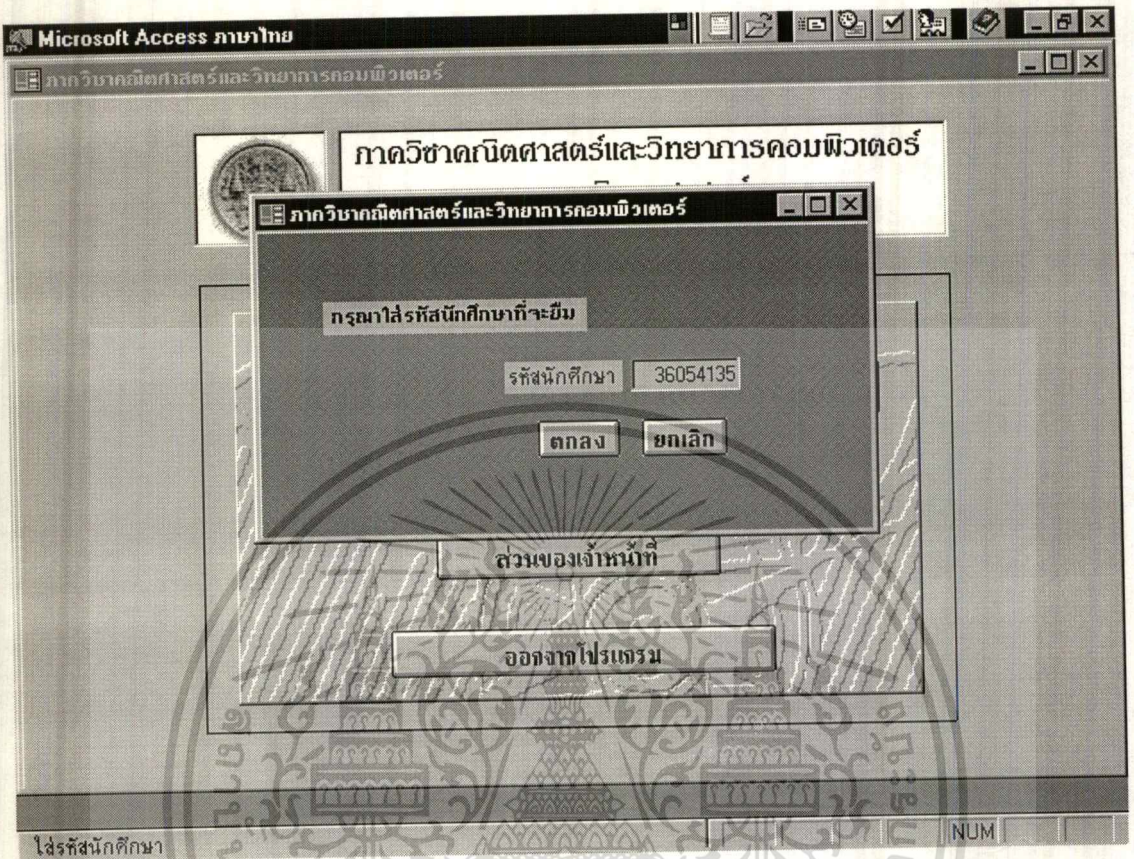 Microsoft Access ภาษาไทย
ภาควิชาคณิตศาสตร์และวิทยาการคอมพิวเตอร์
ภาควิชาคณิตศาสตร์และวิทยาการคอมพิวเตอร์
ภาควิชาคณิตศาสตร์และวิทยาการคอมพิวเตอร์
กรุณาใส่รหัสนักศึกษาที่จะยืม
รหัสนักศึกษา 36054135
ตกลง ยกเลิก
ส่วนของเจ้าหน้าที่
ออกจากโปรแกรม
ใส่รหัสนักศึกษา NUM